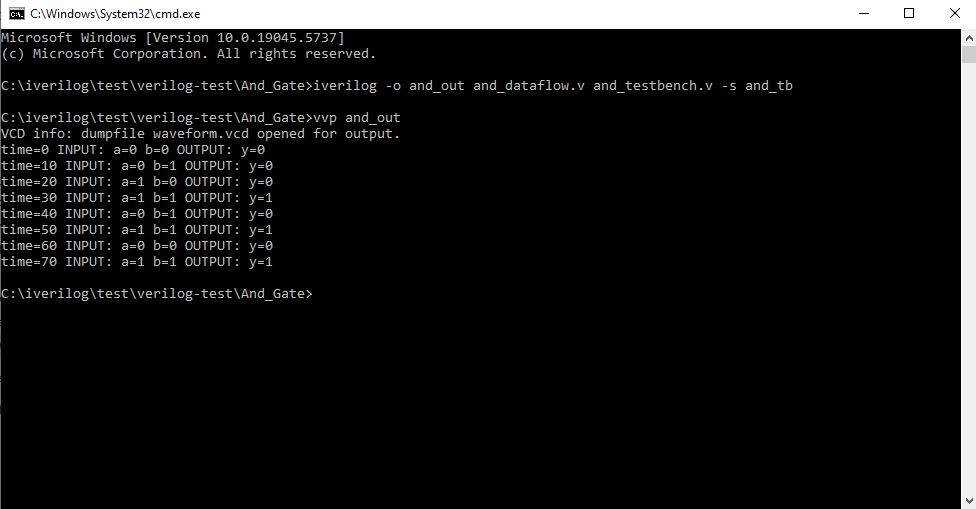 C:\Windows\System32\cmd.exe
Microsoft Windows [Version 10.0.19045.5737]
(c) Microsoft Corporation. All rights reserved.
C:\iverilog\test\verilog-test\And_Gate>iverilog -o and_out and_dataflow.v and_testbench.v -s and_tb
C:\iverilog\test\verilog-test\And_Gate>vvp and_out
VCD info: dumpfile waveform.vcd opened for output.
time=0 INPUT: a=0 b=0 OUTPUT: y=0
time=10 INPUT: a=0 b=1 OUTPUT: y=0
time=20 INPUT: a=1 b=0 OUTPUT: y=0
time=30 INPUT: a=1 b=1 OUTPUT: y=1
time=40 INPUT: a=0 b=1 OUTPUT: y=0
time=50 INPUT: a=1 b=1 OUTPUT: y=1
time=60 INPUT: a=0 b=0 OUTPUT: y=0
time=70 INPUT: a=1 b=1 OUTPUT: y=1
C:\iverilog\test\verilog-test\And_Gate>